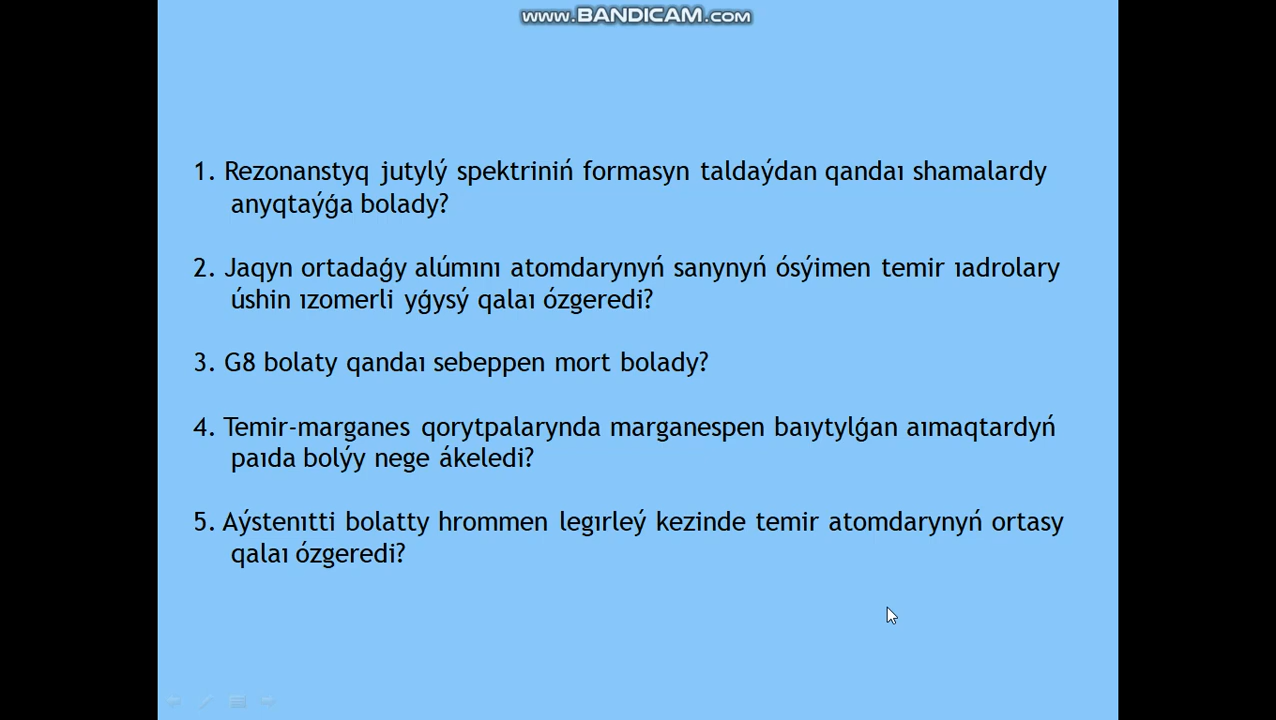 www.BANDICAM.com
1. Rezonanstyq jutylý spektriniń formasyn taldaýdan qandaı shamalardy
anyqtaýǵa bolady?
2. Jaqyn ortadaǵy alúmını atomdarynyń sanynyń ósýimen temir ıadrolary
úshin ızomerli yǵysý qalaı ózgeredi?
3. G8 bolaty qandaı sebeppen mort bolady?
4. Temir-marganes qorytpalarynda marganespen baıytylǵan aımaqtardyń
paıda bolýy nege ákeledi?
5. Aýstenıtti bolatty hrommen legırleý kezinde temir atomdarynyń ortasy
qalaı ózgeredi?